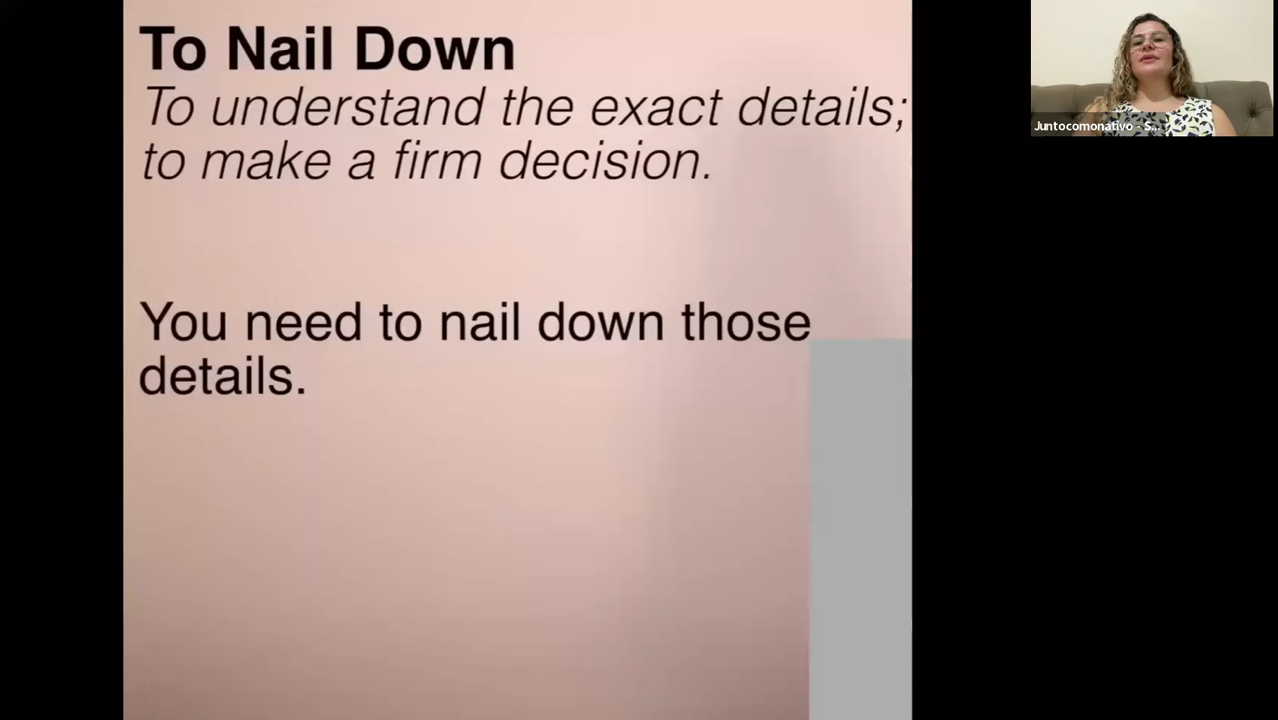 To Nail Down
To understand the exact details;
to make a firm decision.
You need to nail down those
details.
Juntocomonativo - S...